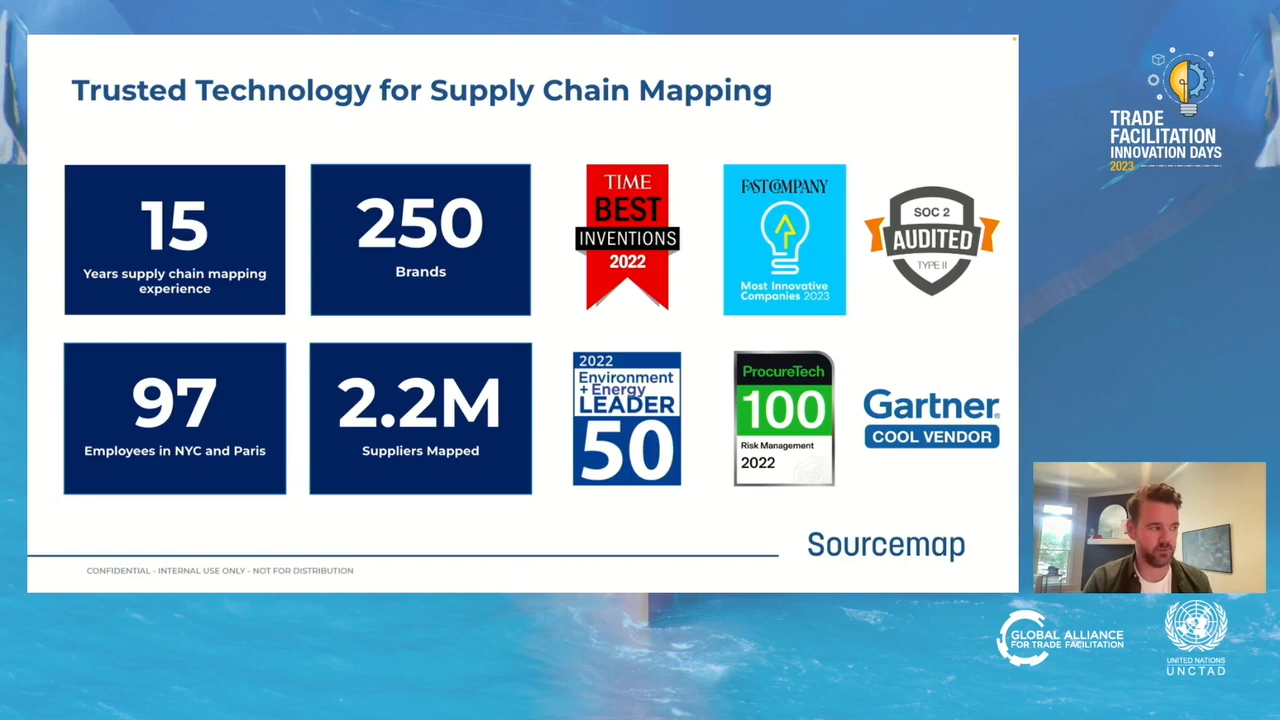 Trusted Technology for Supply Chain Mapping
15
Years supply chain mapping
experience
250
Brands
97
Employees in NYC and Paris
2.2M
Suppliers Mapped
TIME
BEST
INVENTIONS
2022
FAST COMPANY
Most Innovative
Companies 2023
SOC 2
AUDITED
TYPE II
2022
Environment
+ Energy
LEADER
50
ProcureTech
100
Risk Management
2022
Gartner®
COOL VENDOR
Sourcemap
CONFIDENTIAL - INTERNAL USE ONLY - NOT FOR DISTRIBUTION
TRADE
FACILITATION
INNOVATION DAYS
2023
GLOBAL ALLIANCE
FOR TRADE FACILITATION
UNITED NATIONS
UNCTAD